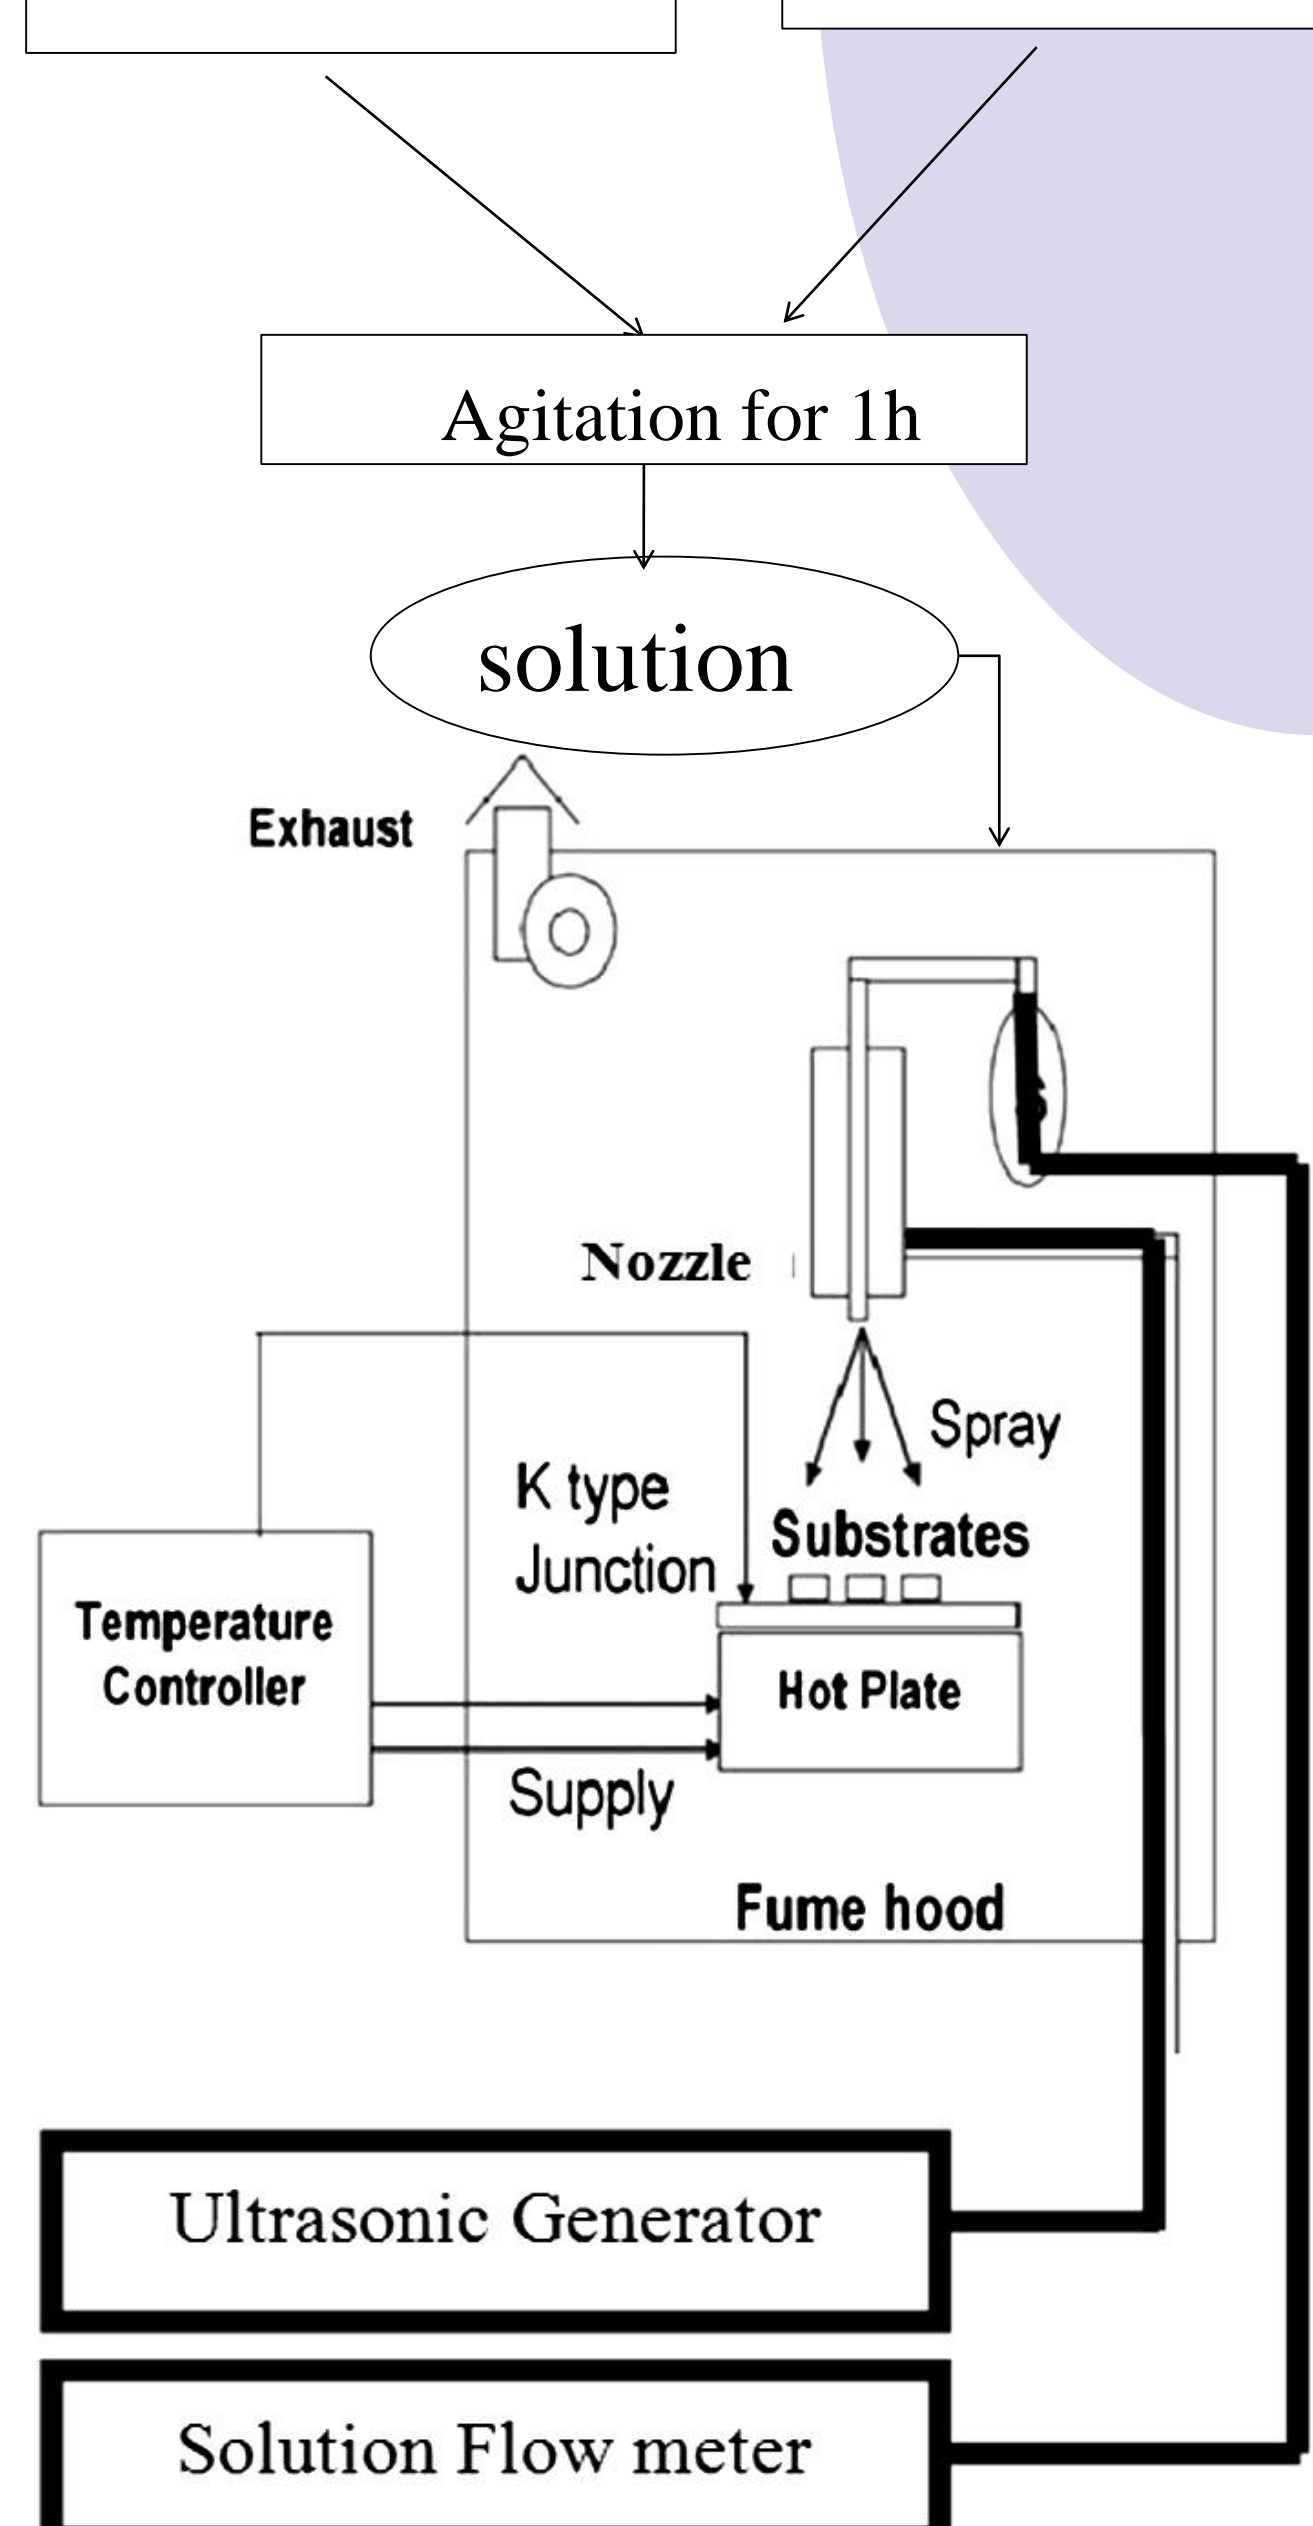 Agitation for 1h
solution
Exhaust
Nozzle
Spray
K type
Junction
Substrates
Temperature
Controller
Hot Plate
Supply
Fume hood
Ultrasonic Generator
Solution Flow meter